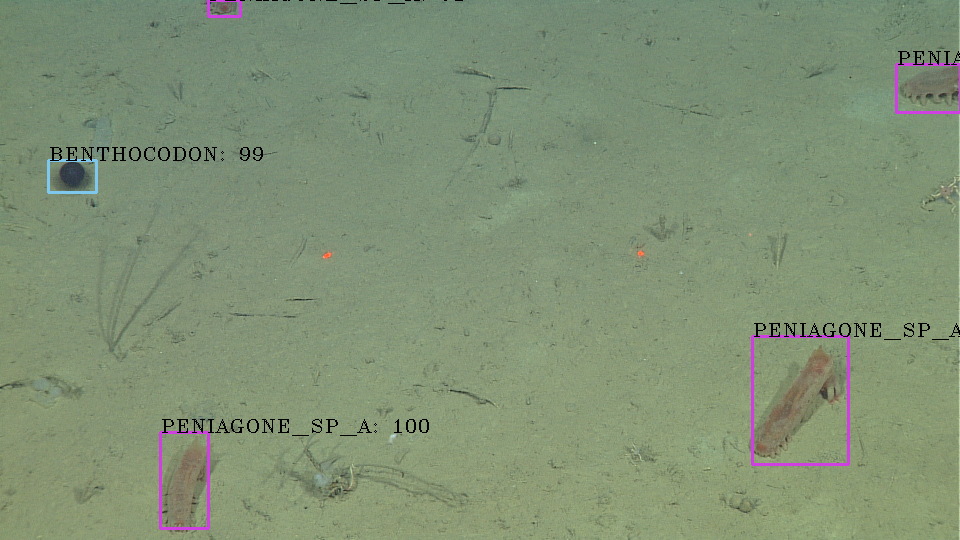 PENIA
BENTHOCODON: 99
PENIAGONE_SP_A
PENIAGONE_SP_A: 100